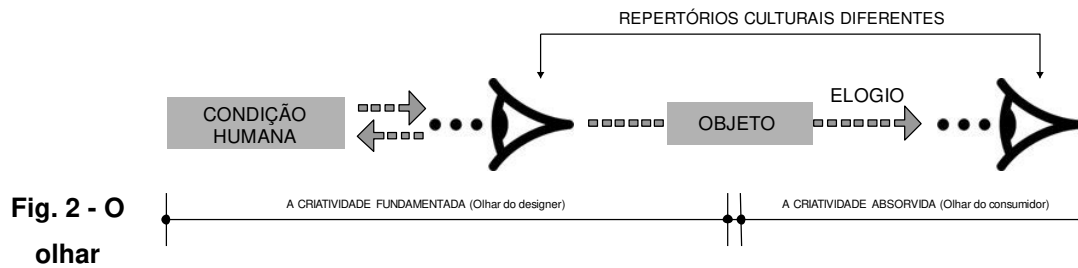 REPERTÓRIOS CULTURAIS DIFERENTES
CONDIÇÃO
HUMANA
OBJETO
ELOGIO
A CRIATIVIDADE FUNDAMENTADA (Olhar do designer)
A CRIATIVIDADE ABSORVIDA (Olhar do consumidor)
Fig. 2 - O
olhar